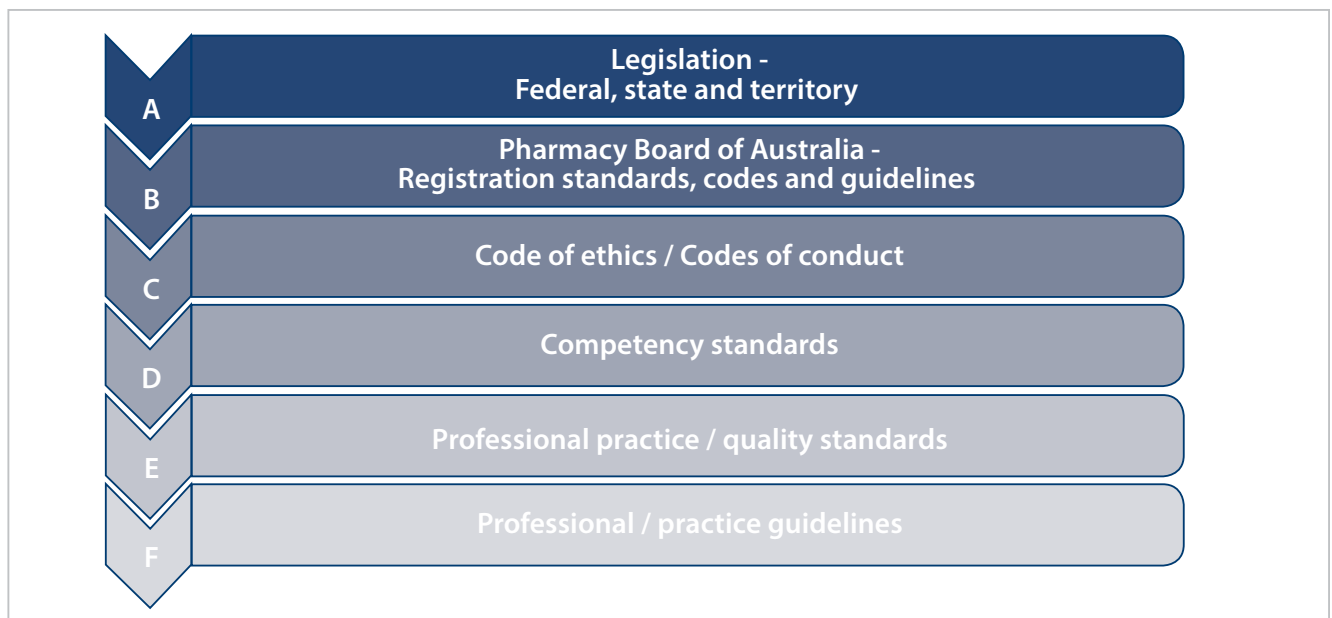 A
Legislation -
Federal, state and territory
B
Pharmacy Board of Australia -
Registration standards, codes and guidelines
C
Code of ethics / Codes of conduct
D
Competency standards
E
Professional practice / quality standards
F
Professional / practice guidelines